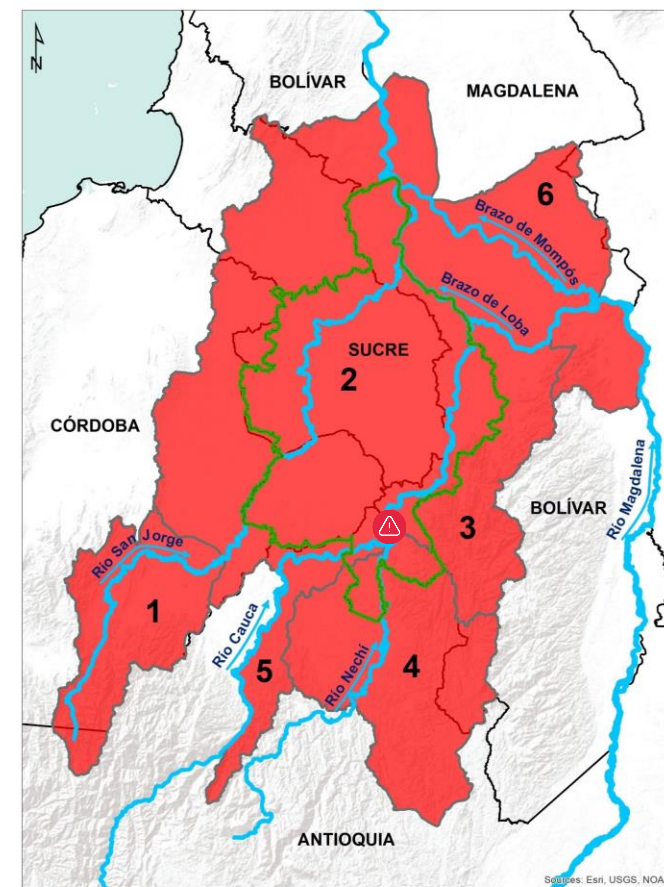 N
BOLÍVAR
MAGDALENA
6
Brazo de Mompós
Brazo de Loba
SUCRE
2
CÓRDOBA
BOLÍVAR
Río Magdalena
3
Río San Jorge
1
Río Cauca
5
Río Nechí
4
ANTIOQUIA
Sources: Esri, USGS, NOA